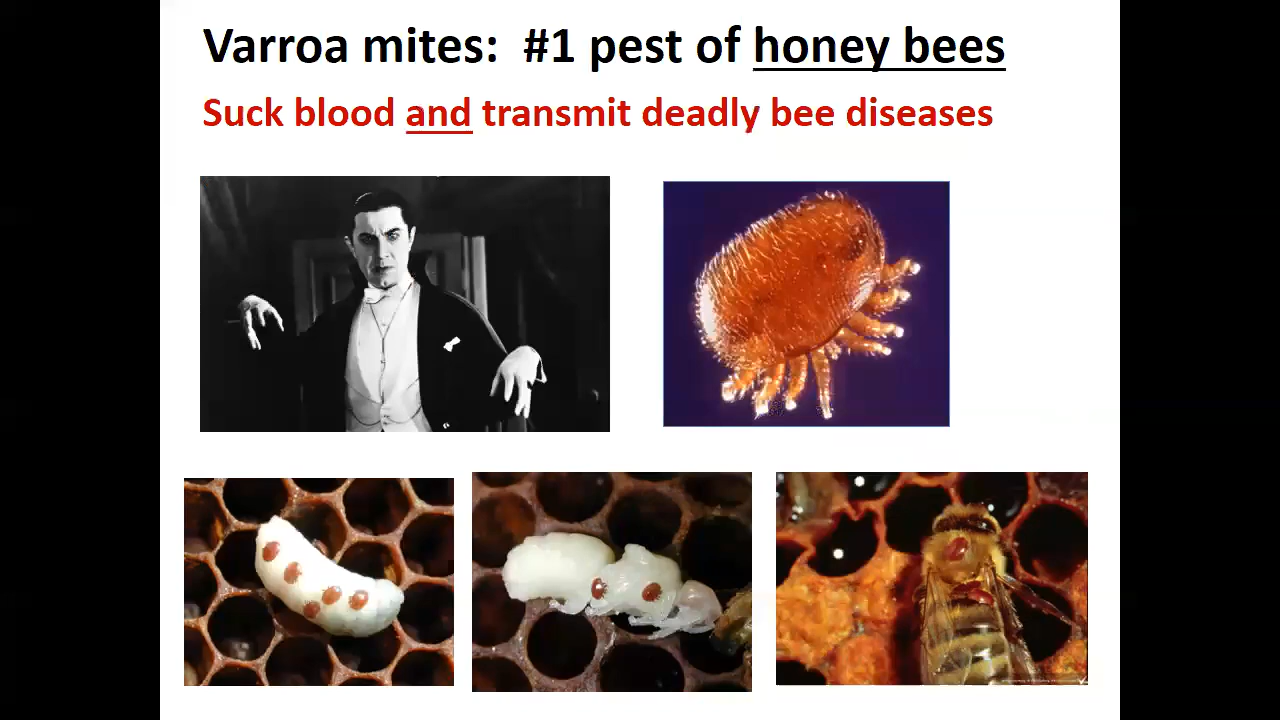 Varroa mites: #1 pest of honey bees
Suck blood and transmit deadly bee diseases